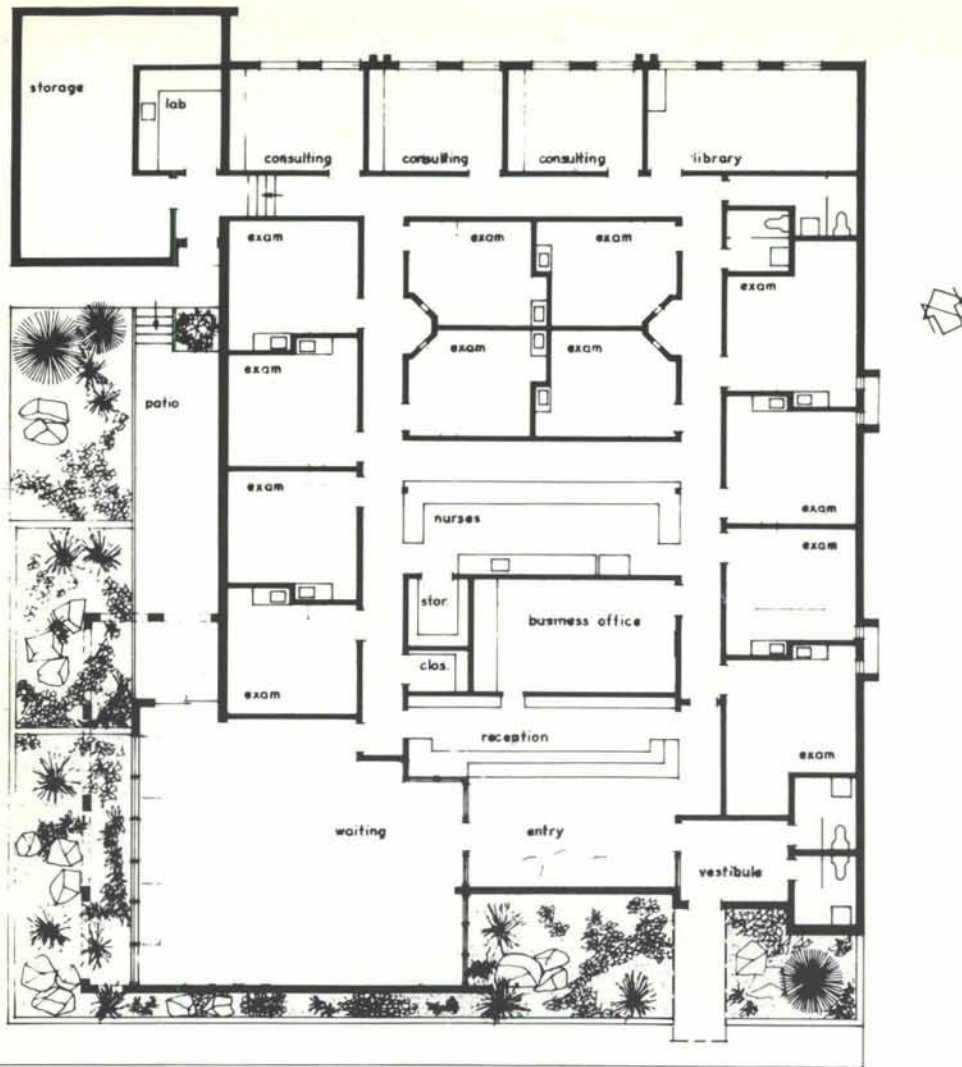 storage
lab
consulting
consulting
consulting
library
exam
exam
exam
exam
exam
exam
exam
patio
exam
exam
exam
nurses
stor.
business office
clos.
exam
reception
exam
waiting
entry
vestibule